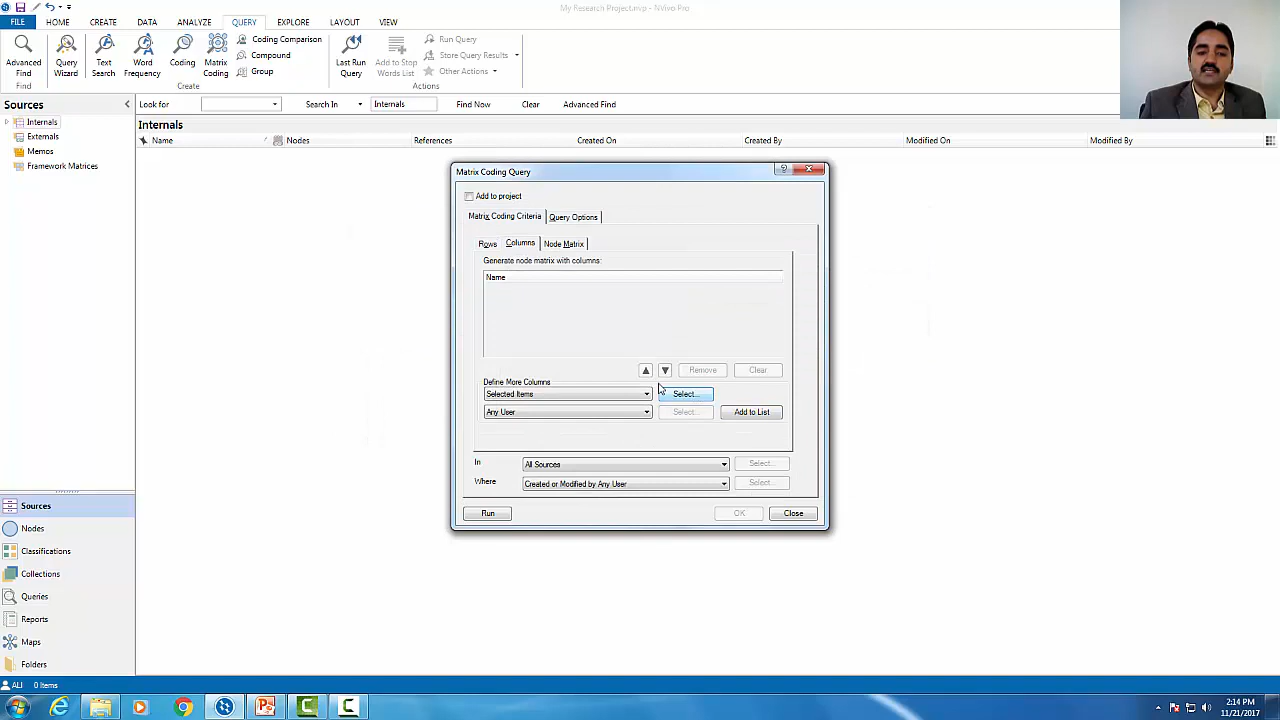 My Research Project.nvp - NVivo Pro
FILE HOME CREATE DATA ANALYZE QUERY EXPLORE LAYOUT VIEW
Advanced Find
Query Wizard
Text Search
Word Frequency
Coding
Matrix Coding
Coding Comparison
Compound
Group
Last Run Query
Add to Stop Words List
Run Query
Store Query Results
Other Actions
Find Create Actions
Sources
Internals
Externals
Memos
Framework Matrices
Look for Search In Internals Find Now Clear Advanced Find
Internals
Name Nodes References Created On Created By Modified On Modified By
Matrix Coding Query
Add to project
Matrix Coding Criteria Query Options
Rows Columns Node Matrix
Generate node matrix with columns:
Name
Remove Clear
Define More Columns
Selected Items Select...
Any User Select... Add to List
In All Sources Select...
Where Created or Modified by Any User Select...
Run OK Close
Sources
Nodes
Classifications
Collections
Queries
Reports
Maps
Folders
ALI 0 Items
2:14 PM
11/21/2017